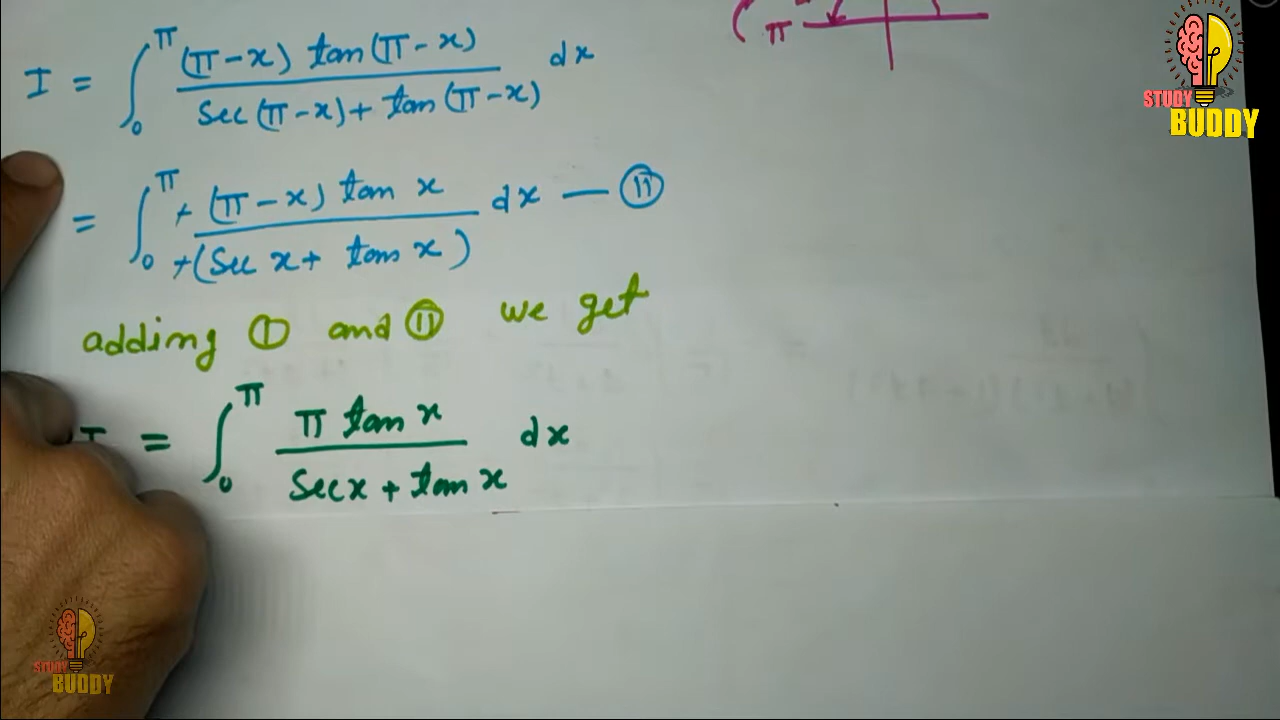 ( π
STUDY
BUDDY
I = ∫₀^π (π-x) tan(π-x) / sec(π-x) + tan(π-x) dx
= ∫₀^π + (π-x) tan x / +(sec x + tan x) dx — Ⅱ
adding Ⅰ and Ⅱ we get
I = ∫₀^π π tan x / sec x + tan x dx
STUDY
BUDDY